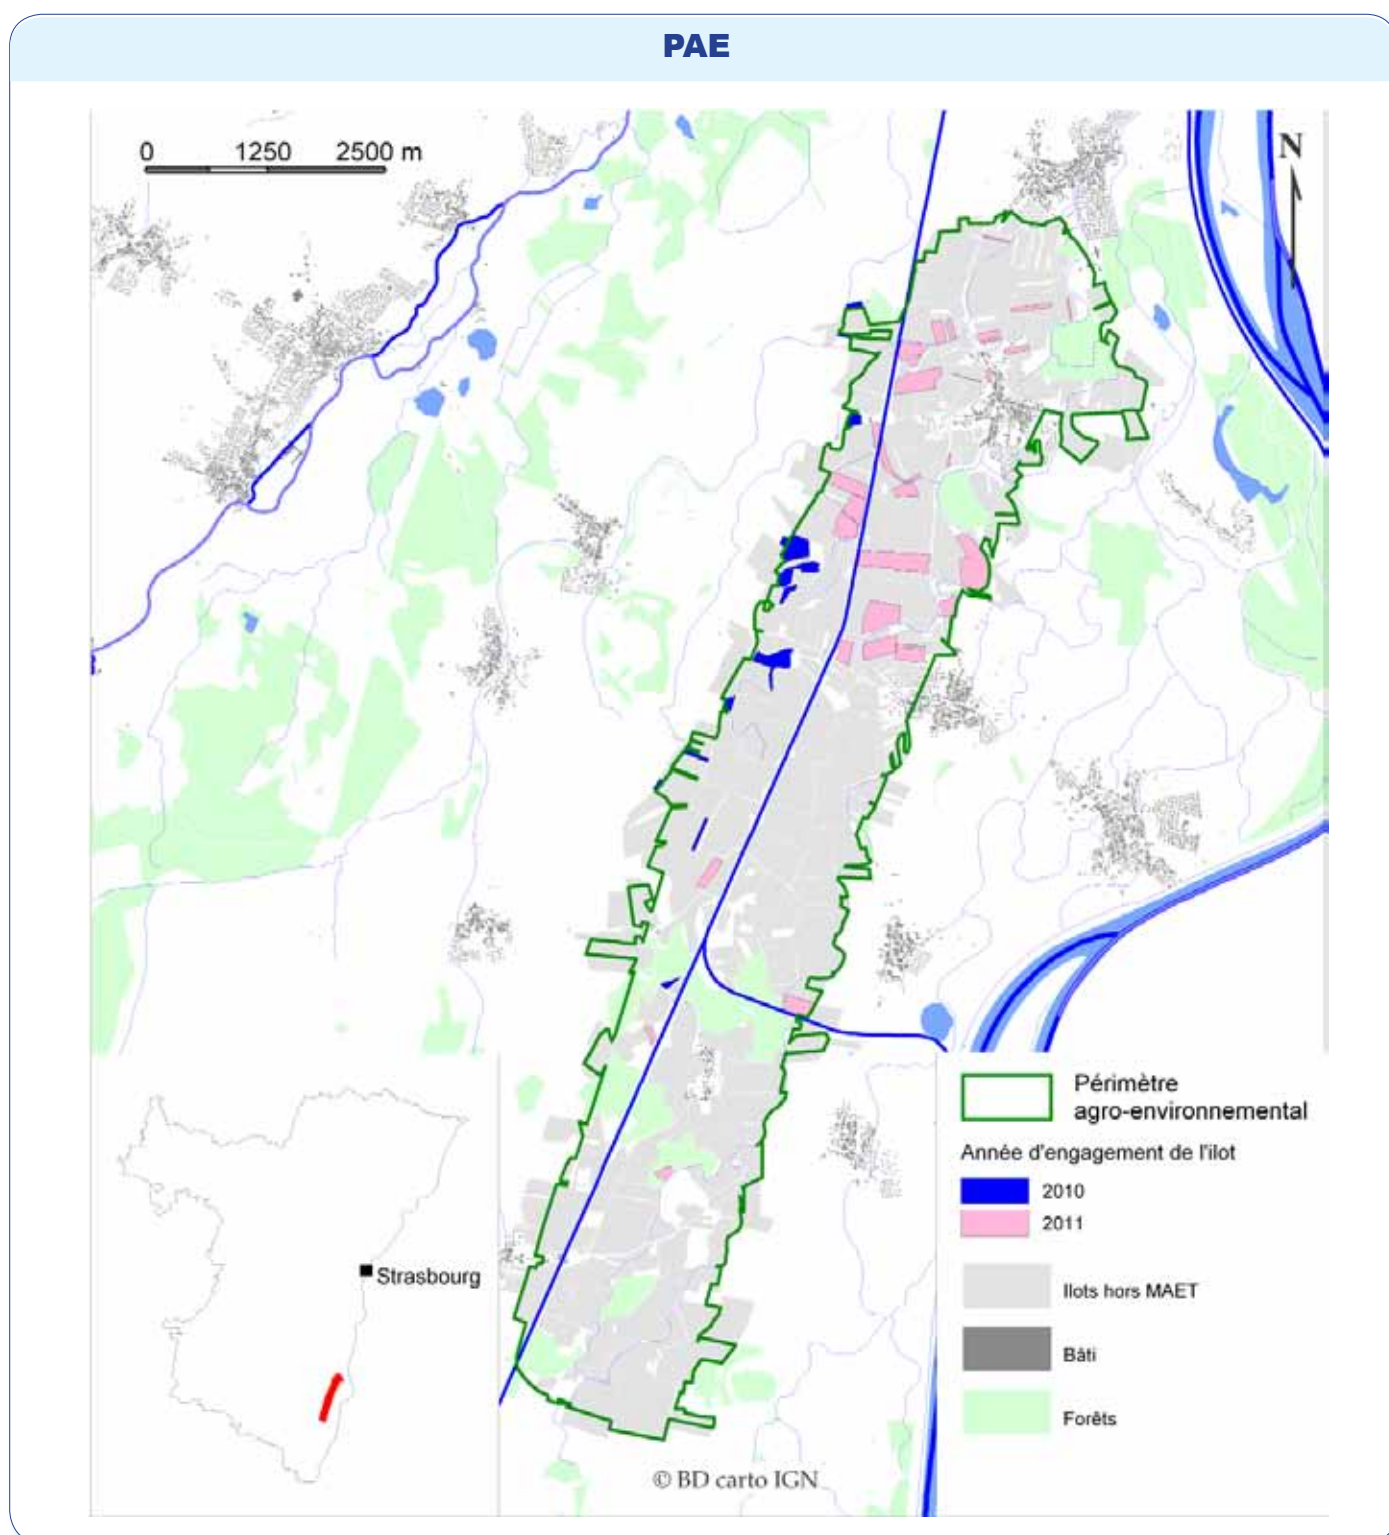 PAE
0 1250 2500 m
N
Périmètre
agro-environnemental
Année d'engagement de l'ilot
2010
2011
Strasbourg
Ilots hors MAET
Bâti
Forêts
© BD carto IGN